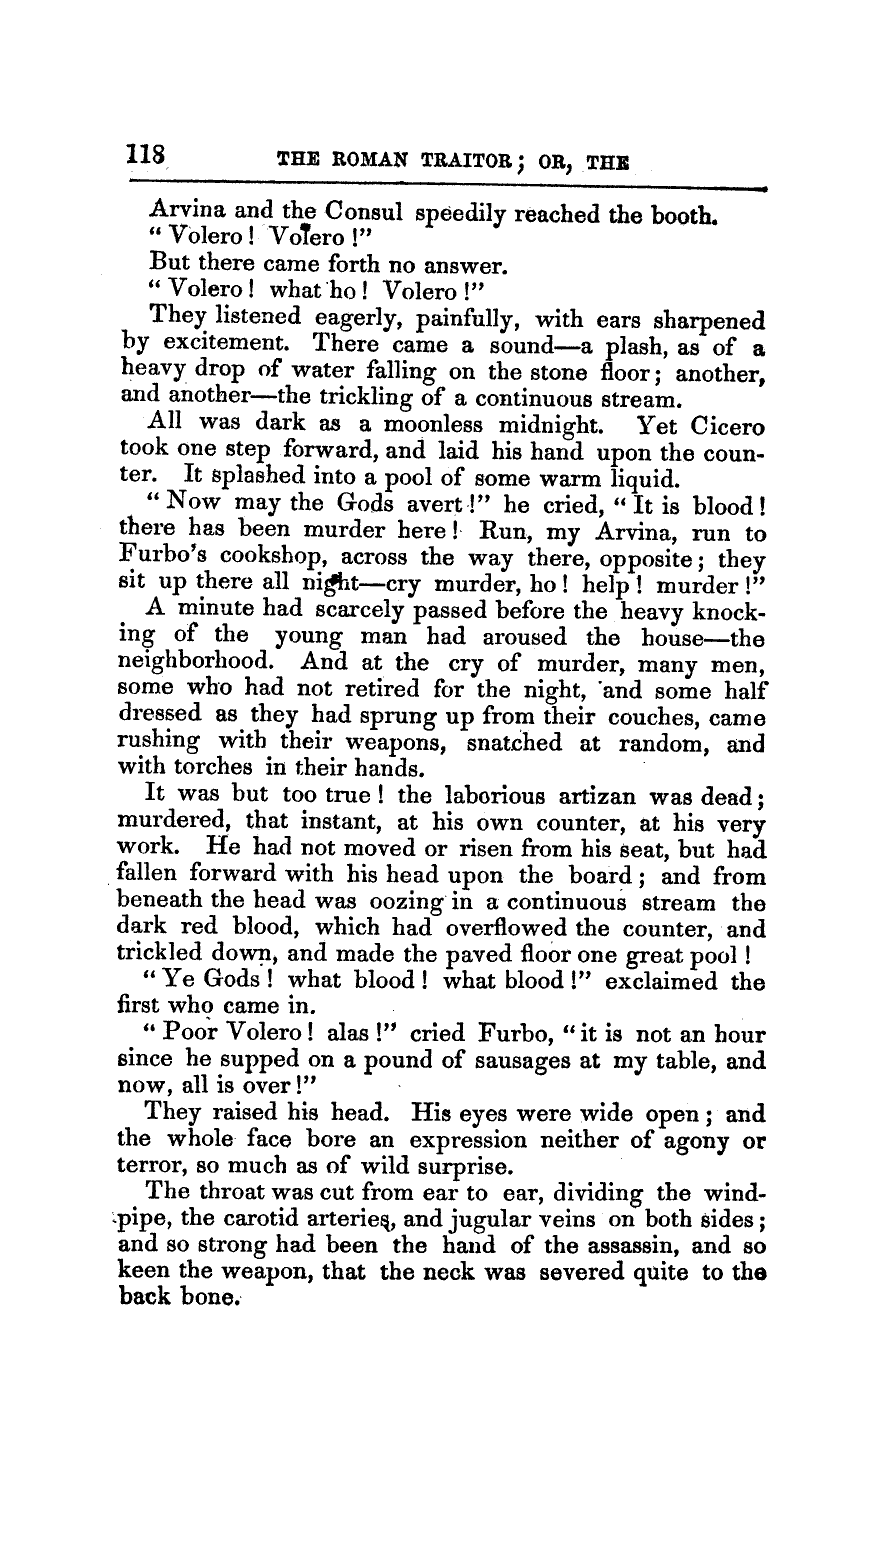 118 THE ROMAN TRAITOR; OR, THE
Arvina and the Consul speedily reached the booth.
" Volero ! Volero !"
But there came forth no answer.
" Volero ! what ho ! Volero !"
They listened eagerly, painfully, with ears sharpened
by excitement. There came a sound—a plash, as of a
heavy drop of water falling on the stone floor; another,
and another—the trickling of a continuous stream.
All was dark as a moonless midnight. Yet Cicero
took one step forward, and laid his hand upon the coun-
ter. It splashed into a pool of some warm liquid.
" Now may the Gods avert !" he cried, " It is blood !
there has been murder here ! Run, my Arvina, run to
Furbo's cookshop, across the way there, opposite ; they
sit up there all night—cry murder, ho ! help ! murder !"
A minute had scarcely passed before the heavy knock-
ing of the young man had aroused the house—the
neighborhood. And at the cry of murder, many men,
some who had not retired for the night, and some half
dressed as they had sprung up from their couches, came
rushing with their weapons, snatched at random, and
with torches in their hands.
It was but too true ! the laborious artizan was dead ;
murdered, that instant, at his own counter, at his very
work. He had not moved or risen from his seat, but had
fallen forward with his head upon the board ; and from
beneath the head was oozing in a continuous stream the
dark red blood, which had overflowed the counter, and
trickled down, and made the paved floor one great pool !
" Ye Gods ! what blood ! what blood !" exclaimed the
first who came in.
" Poor Volero ! alas !" cried Furbo, " it is not an hour
since he supped on a pound of sausages at my table, and
now, all is over !"
They raised his head. His eyes were wide open ; and
the whole face bore an expression neither of agony or
terror, so much as of wild surprise.
The throat was cut from ear to ear, dividing the wind-
pipe, the carotid arteries, and jugular veins on both sides ;
and so strong had been the hand of the assassin, and so
keen the weapon, that the neck was severed quite to the
back bone.